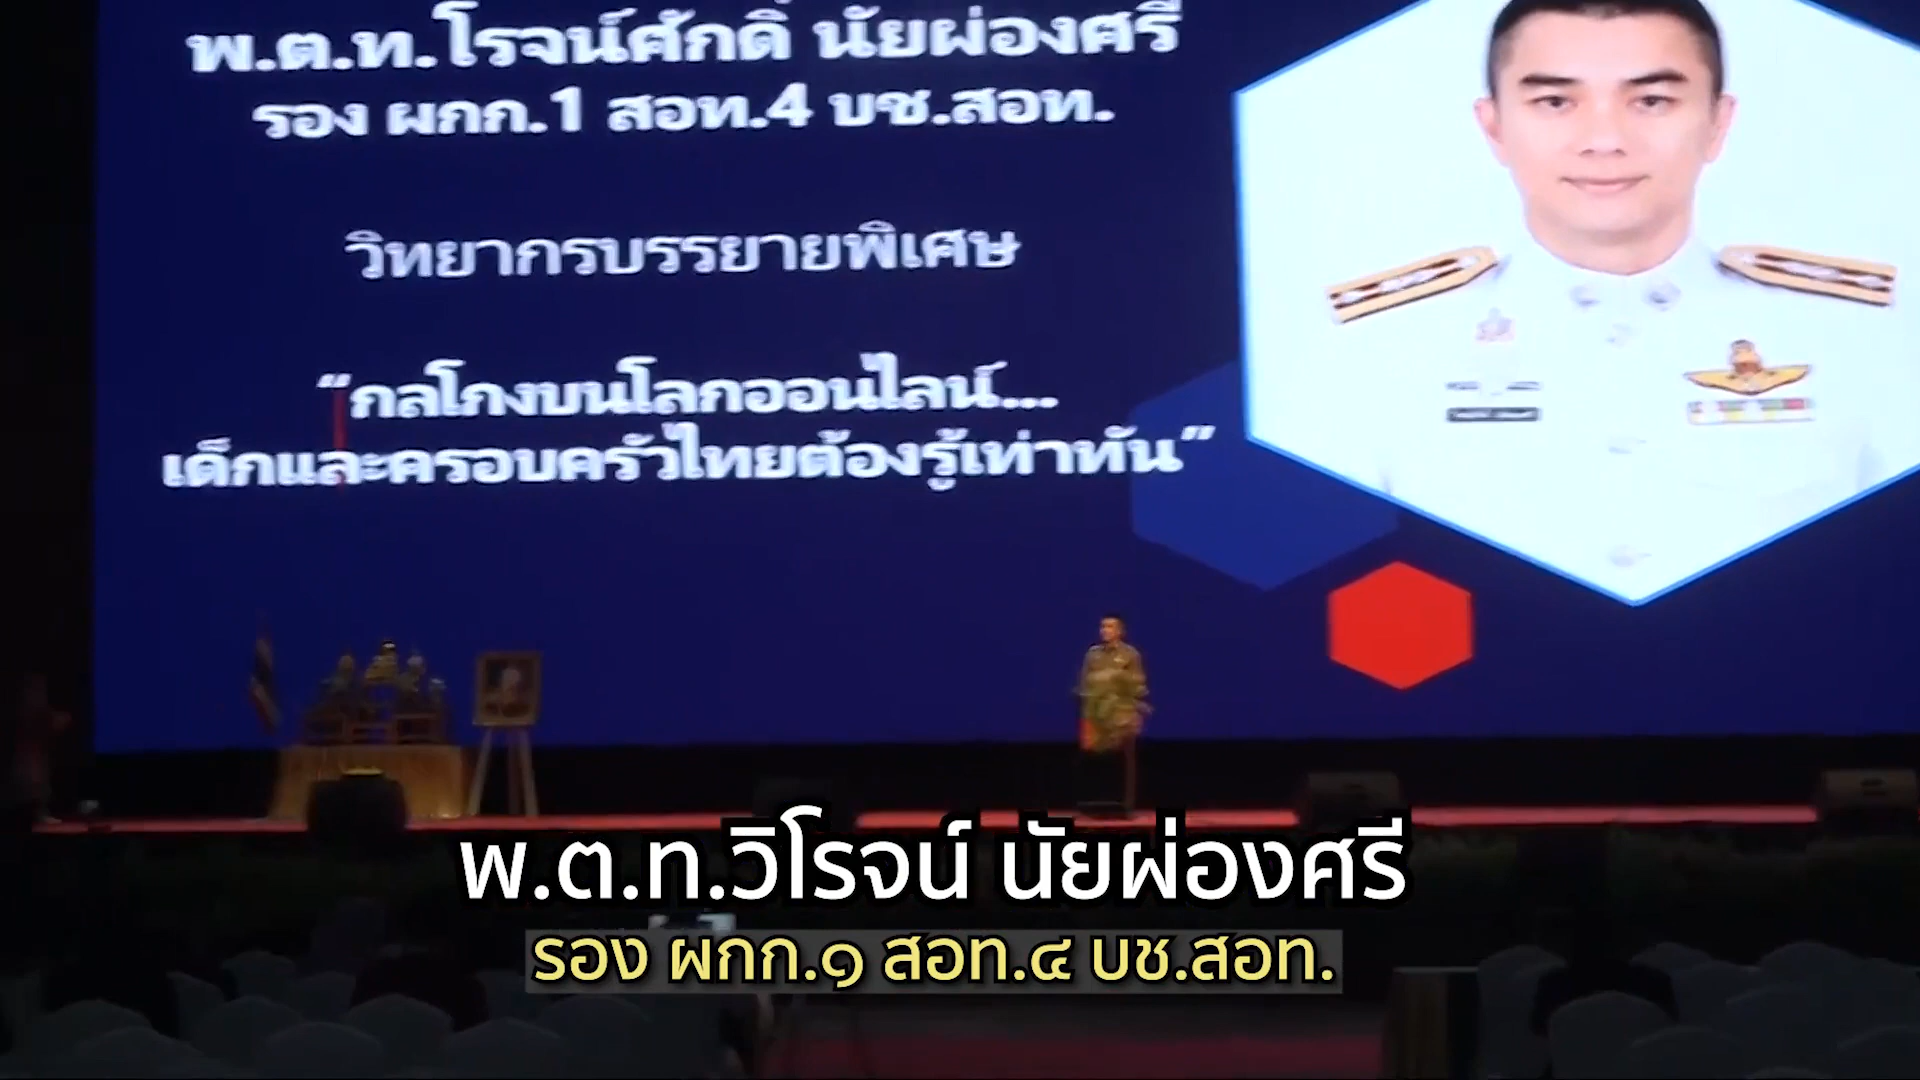 พ.ต.ท.โรจน์ศักดิ์ นัยผ่องศรี
รอง ผกก.1 สอท.4 บช.สอท.
วิทยากรบรรยายพิเศษ
“กลโกงบนโลกออนไลน์...
เด็กและครอบครัวไทยต้องรู้เท่าทัน”
พ.ต.ท.วิโรจน์ นัยผ่องศรี
รอง ผกก.๑ สอท.๔ บช.สอท.